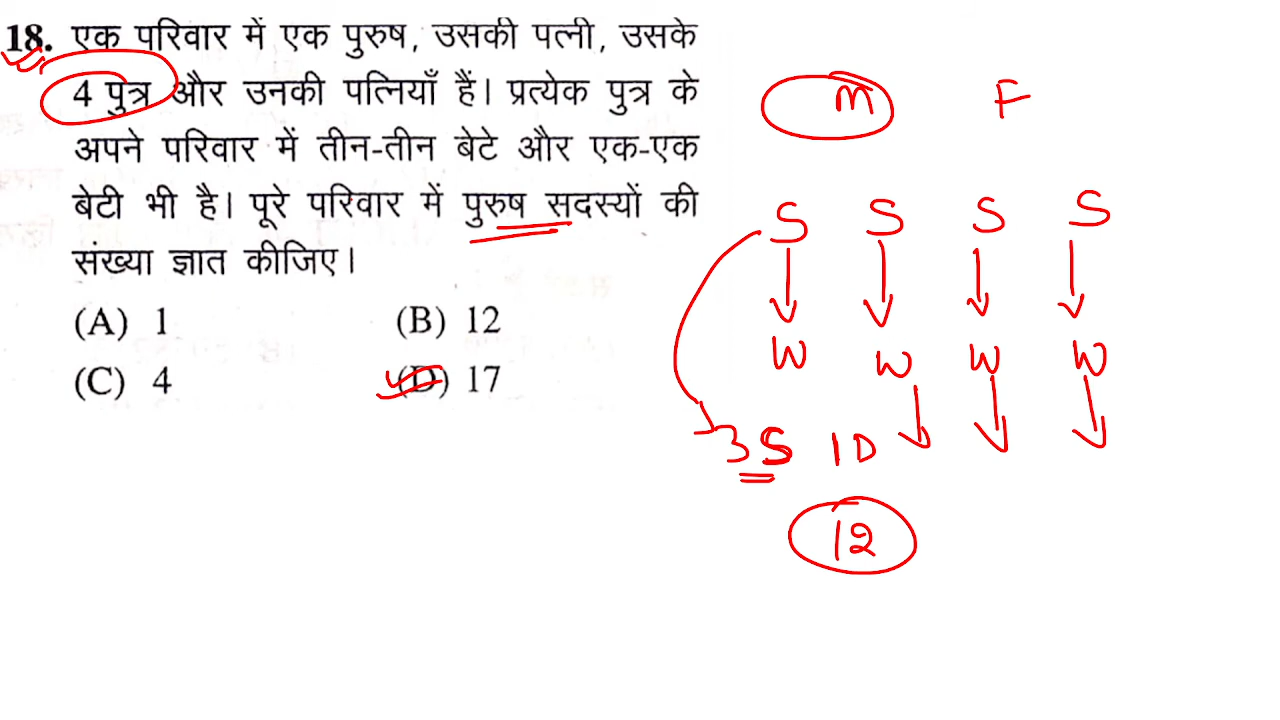 18. एक परिवार में एक पुरुष, उसकी पत्नी, उसके
4 पुत्र और उनकी पत्नियाँ हैं। प्रत्येक पुत्र के
अपने परिवार में तीन-तीन बेटे और एक-एक
बेटी भी है। पूरे परिवार में पुरुष सदस्यों की
संख्या ज्ञात कीजिए।
(A) 1 (B) 12
(C) 4 (D) 17
M F
S S S S
W W W W
3S 1D
12